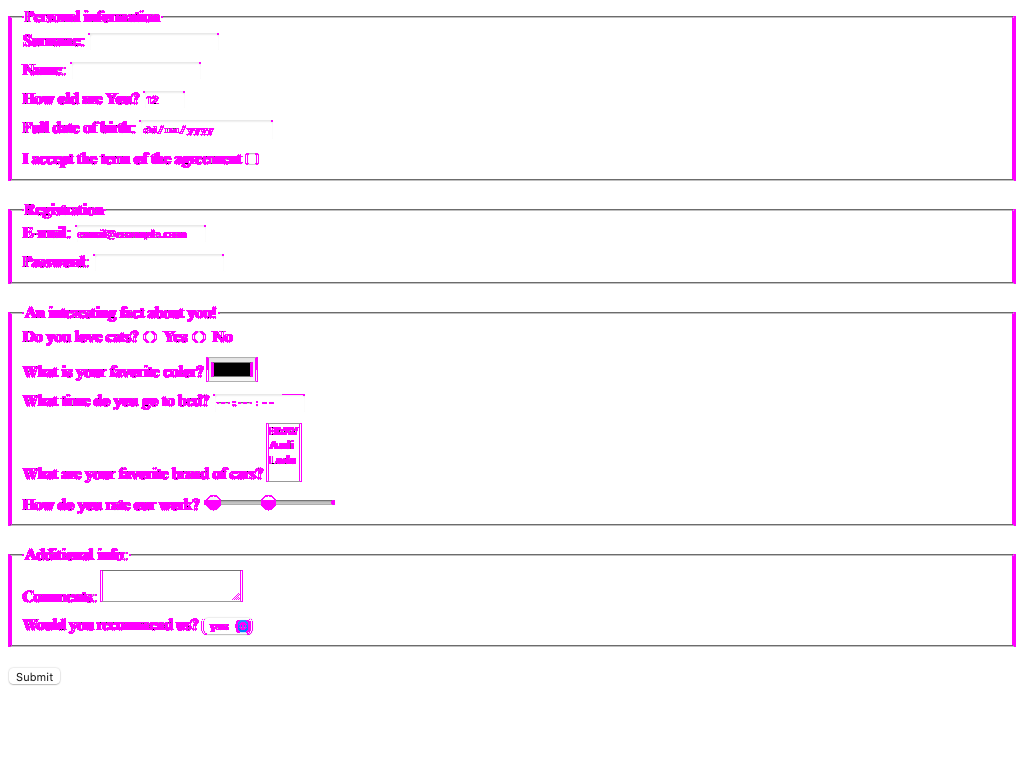 Personal information
Surname:
Name:
How old are You? 12
Full date of birth: dd/mm/yyyy
I accept the term of the agreement
Registration
E-mail: email@example.com
Password:
An interesting fact about you!
Do you love cats? Yes No
What is your favorite color?
What time do you go to bed? --:-- --
BMW
Audi
Lada
What are your favorite brand of cars?
How do you rate our work?
Additional info:
Comments:
Would you recommend us? yes
Submit